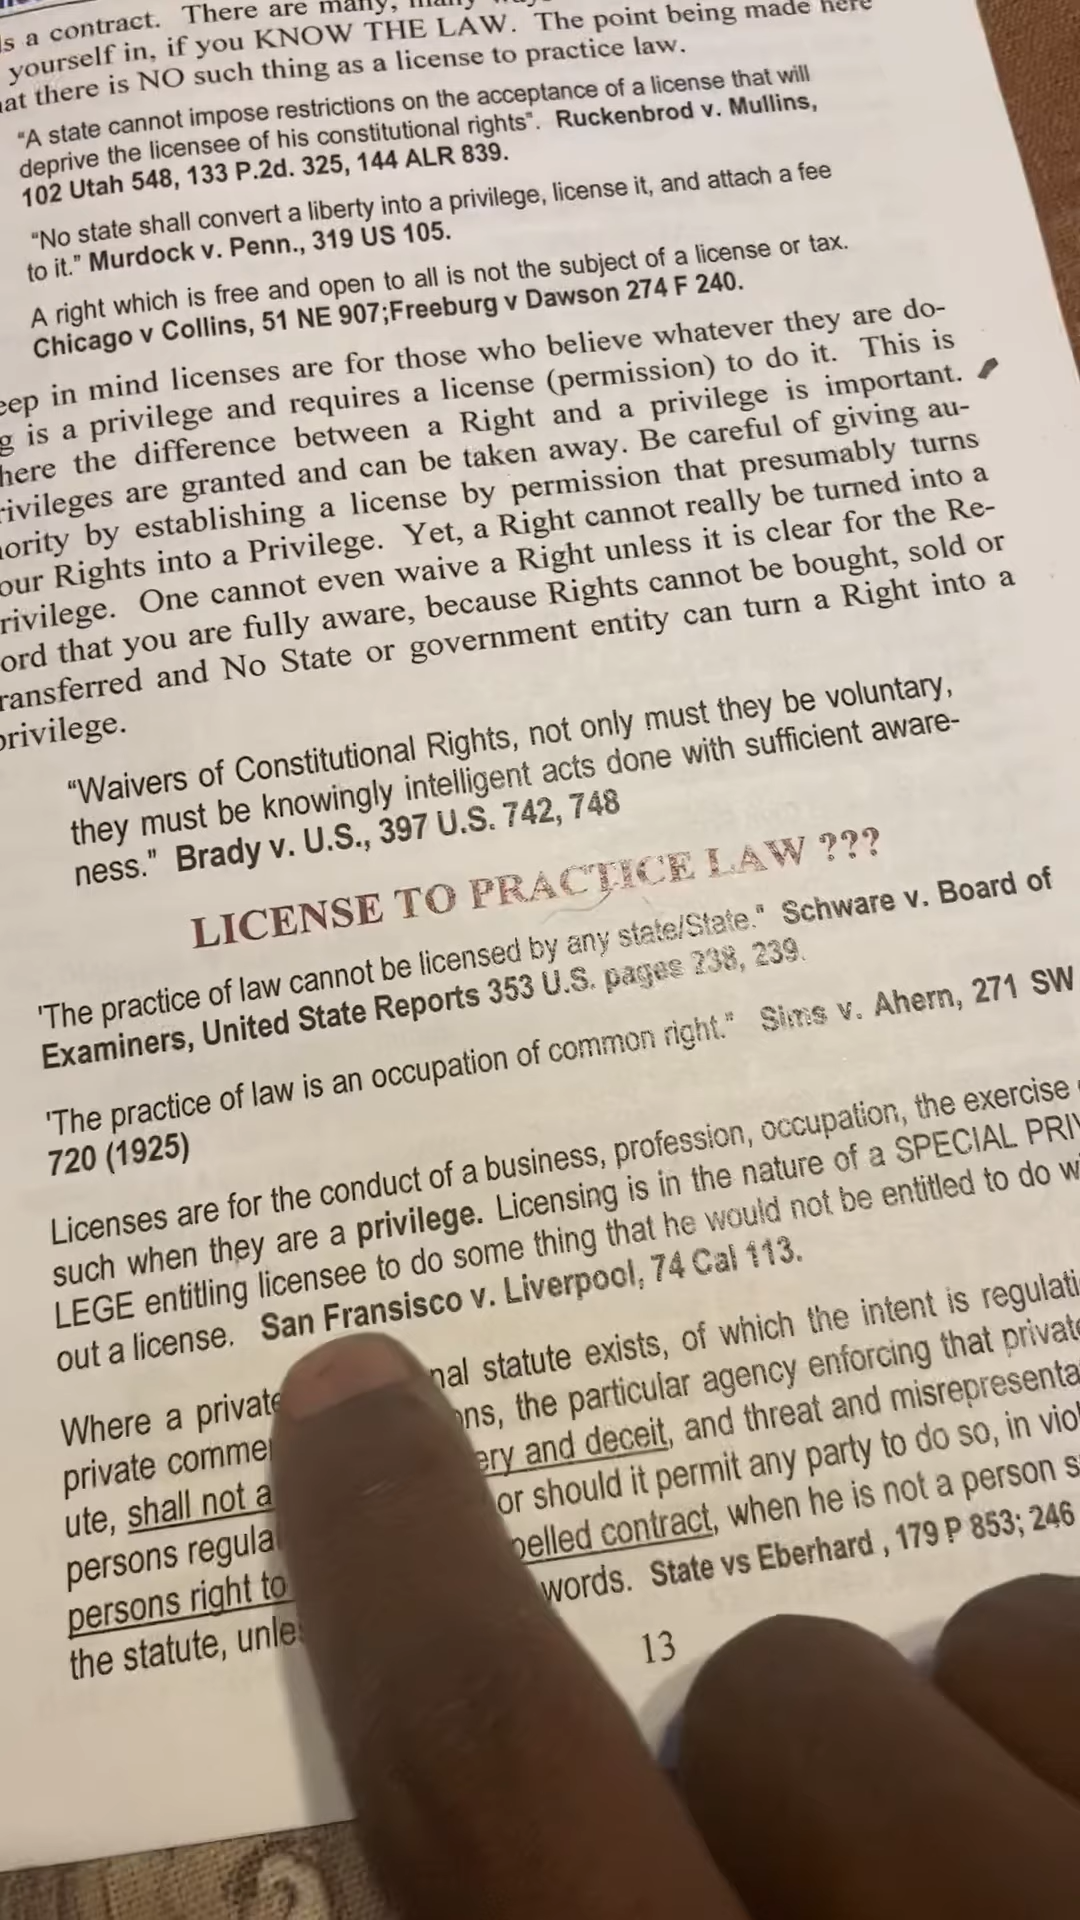 s a contract. There are many,
yourself in, if you KNOW THE LAW. The point being made here
at there is NO such thing as a license to practice law.
“A state cannot impose restrictions on the acceptance of a license that will
deprive the licensee of his constitutional rights”. Ruckenbrod v. Mullins,
102 Utah 548, 133 P.2d. 325, 144 ALR 839.
“No state shall convert a liberty into a privilege, license it, and attach a fee
to it.” Murdock v. Penn., 319 US 105.
A right which is free and open to all is not the subject of a license or tax.
Chicago v Collins, 51 NE 907;Freeburg v Dawson 274 F 240.
eep in mind licenses are for those who believe whatever they are do-
g is a privilege and requires a license (permission) to do it. This is
here the difference between a Right and a privilege is important.
rivileges are granted and can be taken away. Be careful of giving au-
ority by establishing a license by permission that presumably turns
our Rights into a Privilege. Yet, a Right cannot really be turned into a
rivilege. One cannot even waive a Right unless it is clear for the Re-
ord that you are fully aware, because Rights cannot be bought, sold or
ransferred and No State or government entity can turn a Right into a
privilege.
“Waivers of Constitutional Rights, not only must they be voluntary,
they must be knowingly intelligent acts done with sufficient aware-
ness.” Brady v. U.S., 397 U.S. 742, 748
LICENSE TO PRACTICE LAW ???
'The practice of law cannot be licensed by any state/State." Schware v. Board of
Examiners, United State Reports 353 U.S. pages 238, 239.
'The practice of law is an occupation of common right." Sims v. Ahern, 271 SW
720 (1925)
Licenses are for the conduct of a business, profession, occupation, the exercise
such when they are a privilege. Licensing is in the nature of a SPECIAL PRIV
LEGE entitling licensee to do some thing that he would not be entitled to do w
out a license. San Fransisco v. Liverpool, 74 Cal 113.
Where a private nal statute exists, of which the intent is regulati
private comme ons, the particular agency enforcing that private
ute, shall not a ery and deceit, and threat and misrepresenta
persons regula or should it permit any party to do so, in viol
persons right to pelled contract, when he is not a person s
the statute, unle words. State vs Eberhard , 179 P 853; 246
13